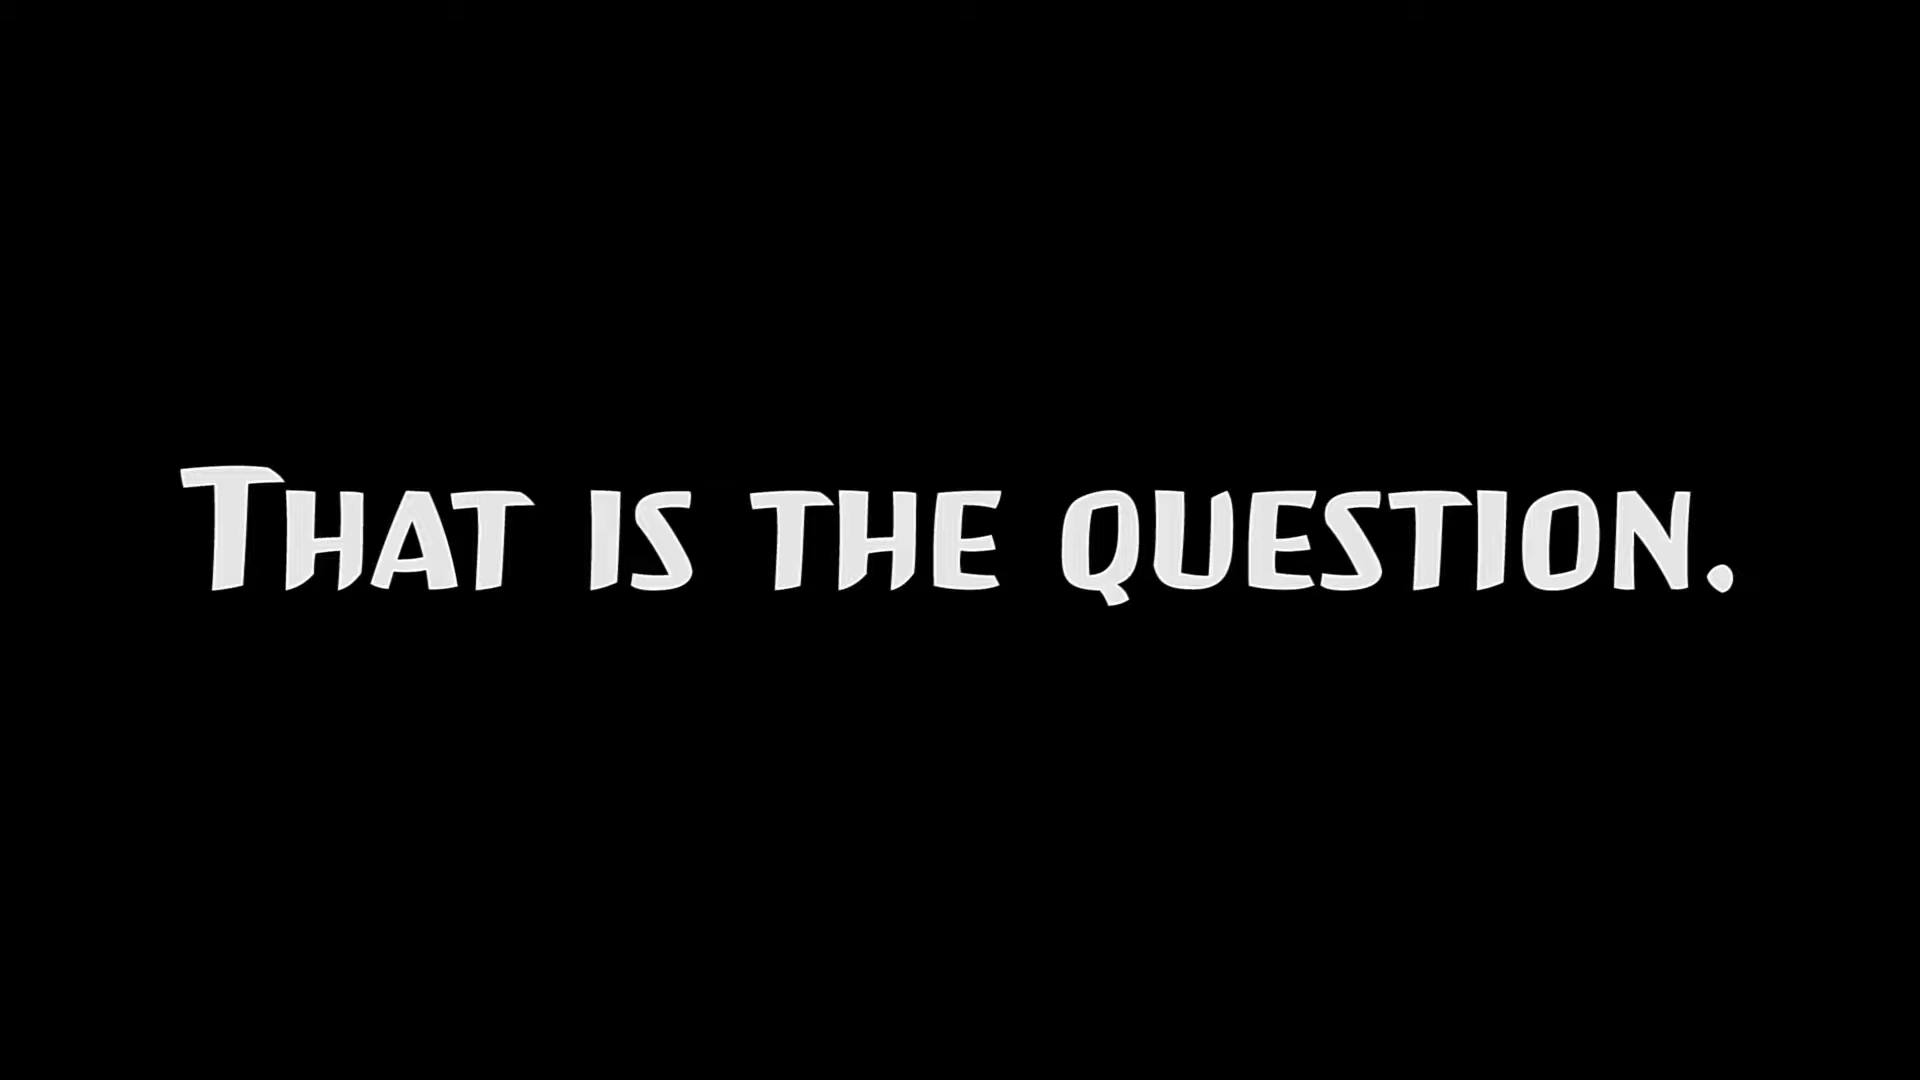 That is the question.